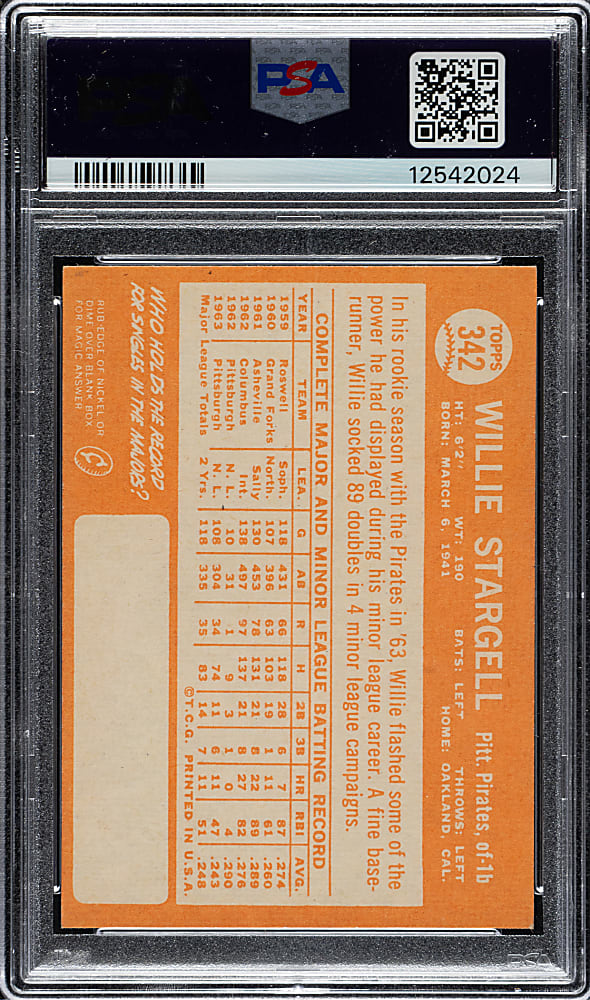 PSA
12542024
TOPPS
342
WILLIE STARGELL Pitt. Pirates, of-1b
HT: 6'2" WT: 190 BATS: LEFT THROWS: LEFT
BORN: MARCH 6, 1941 HOME: OAKLAND, CAL.
In his rookie season with the Pirates in '63, Willie flashed some of the
power he had displayed during his minor league career. A fine base-
runner, Willie socked 89 doubles in 4 minor league campaigns.
COMPLETE MAJOR AND MINOR LEAGUE BATTING RECORD
YEAR TEAM LEA. G AB R H 2B 3B HR RBI AVG.
1959 Roswell Soph. 118 431 66 118 28 6 7 87 .274
1960 Grand Forks North. 107 396 63 103 19 1 11 61 .260
1961 Asheville Sally 130 453 78 131 21 8 22 89 .289
1962 Columbus Int. 138 497 97 137 21 8 27 82 .276
1962 Pittsburgh N. L. 10 31 1 9 3 1 0 4 .290
1963 Pittsburgh N. L. 108 304 34 74 11 6 11 47 .243
Major League Totals 2 Yrs. 118 335 35 83 14 7 11 51 .248
©T.C.G. PRINTED IN U.S.A.
WHO HOLDS THE RECORD
FOR SINGLES IN THE MAJORS?
RUB EDGE OF NICKEL OR
DIME OVER BLANK BOX
FOR MAGIC ANSWER
PSA